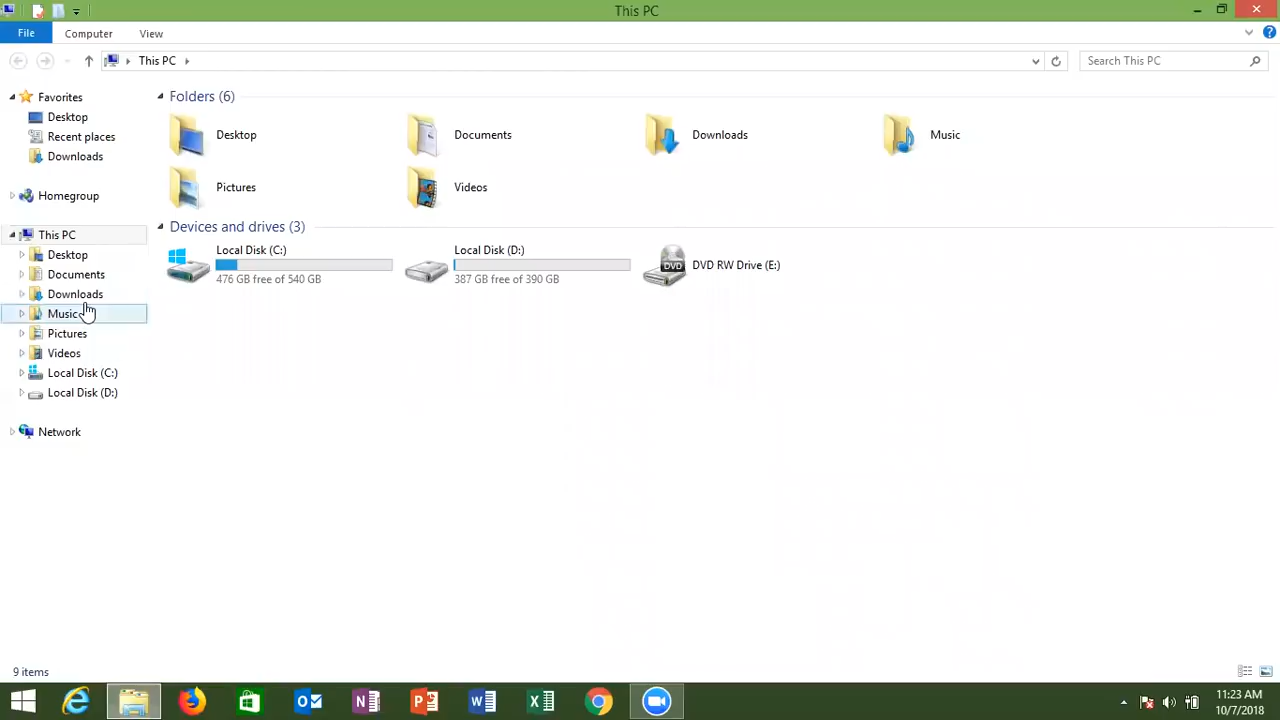 This PC
File
Computer
View
This PC
Search This PC
Favorites
Desktop
Recent places
Downloads
Homegroup
This PC
Desktop
Documents
Downloads
Music
Pictures
Videos
Local Disk (C:)
Local Disk (D:)
Network
Folders (6)
Desktop
Documents
Downloads
Music
Pictures
Videos
Devices and drives (3)
Local Disk (C:)
476 GB free of 540 GB
Local Disk (D:)
387 GB free of 390 GB
DVD
DVD RW Drive (E:)
9 items
11:23 AM
10/7/2018